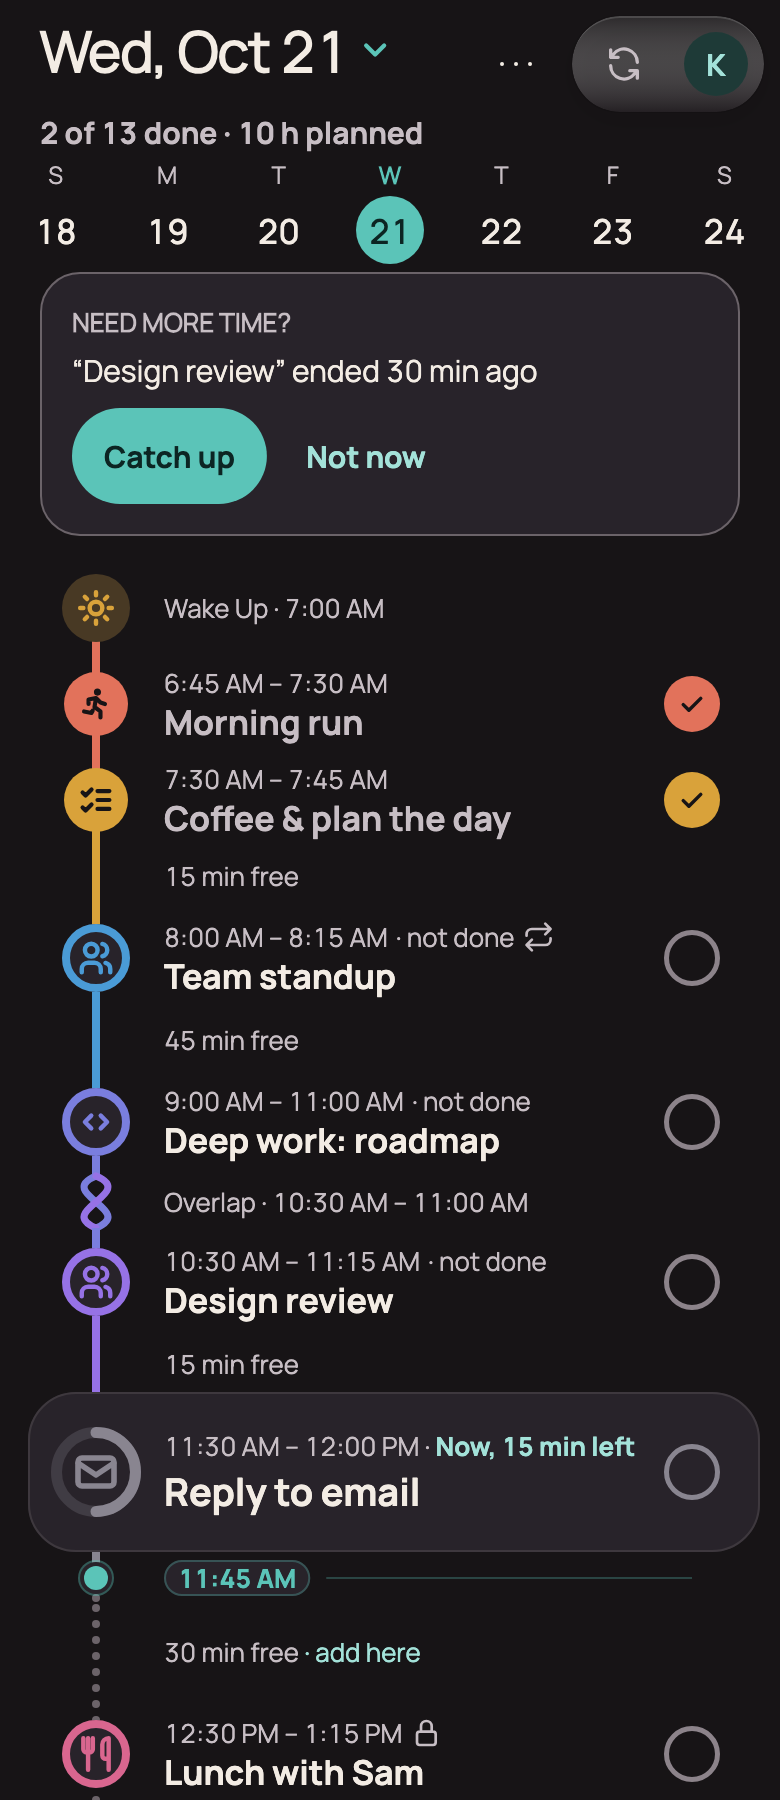 Wed, Oct 21
...
K
2 of 13 done · 10 h planned
S M T W T F S
18 19 20 21 22 23 24
NEED MORE TIME?
“Design review” ended 30 min ago
Catch up Not now
Wake Up · 7:00 AM
6:45 AM – 7:30 AM
Morning run
7:30 AM – 7:45 AM
Coffee & plan the day
15 min free
8:00 AM – 8:15 AM · not done
Team standup
45 min free
9:00 AM – 11:00 AM · not done
Deep work: roadmap
Overlap · 10:30 AM – 11:00 AM
10:30 AM – 11:15 AM · not done
Design review
15 min free
11:30 AM – 12:00 PM · Now, 15 min left
Reply to email
11:45 AM
30 min free · add here
12:30 PM – 1:15 PM
Lunch with Sam